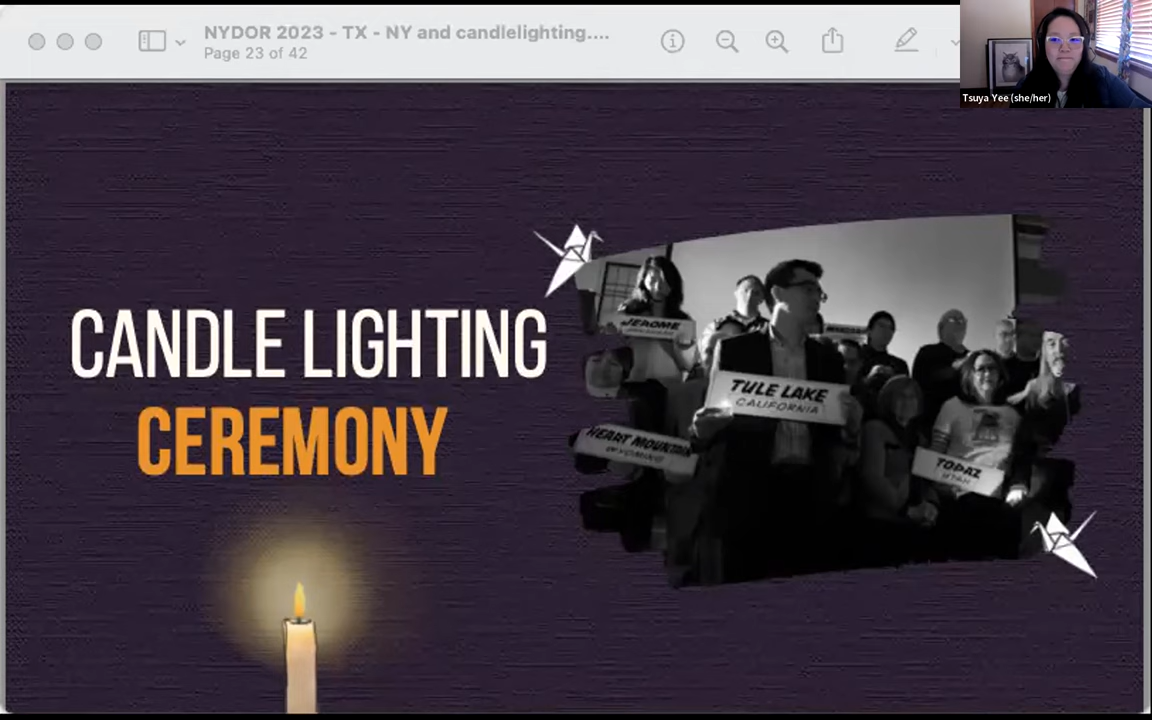 NYDOR 2023 - TX - NY and candlelighting....
Page 23 of 42
Tsuya Yee (she/her)
CANDLE LIGHTING
CEREMONY
JEROME
TULE LAKE
CALIFORNIA
HEART MOUNTAIN
WYOMING
TOPAZ
UTAH